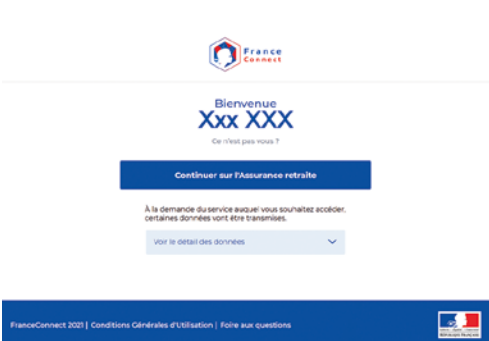 France
Connect
Bienvenue
Xxx XXX
Ce n'est pas vous ?
Continuer sur l'Assurance retraite
À la demande du service auquel vous souhaitez accéder,
certaines données vont être transmises.
Voir le détail des données
FranceConnect 2021 | Conditions Générales d'Utilisation | Foire aux questions
RÉPUBLIQUE FRANÇAISE